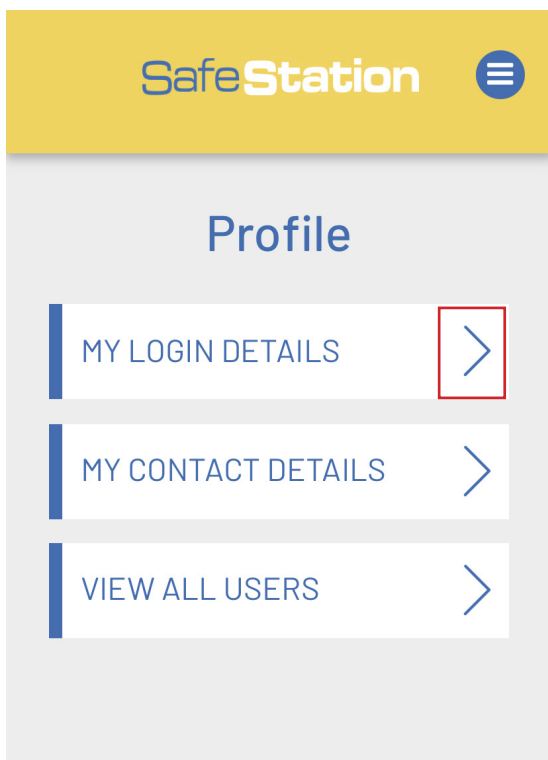 SafeStation
Profile
MY LOGIN DETAILS
MY CONTACT DETAILS
VIEW ALL USERS